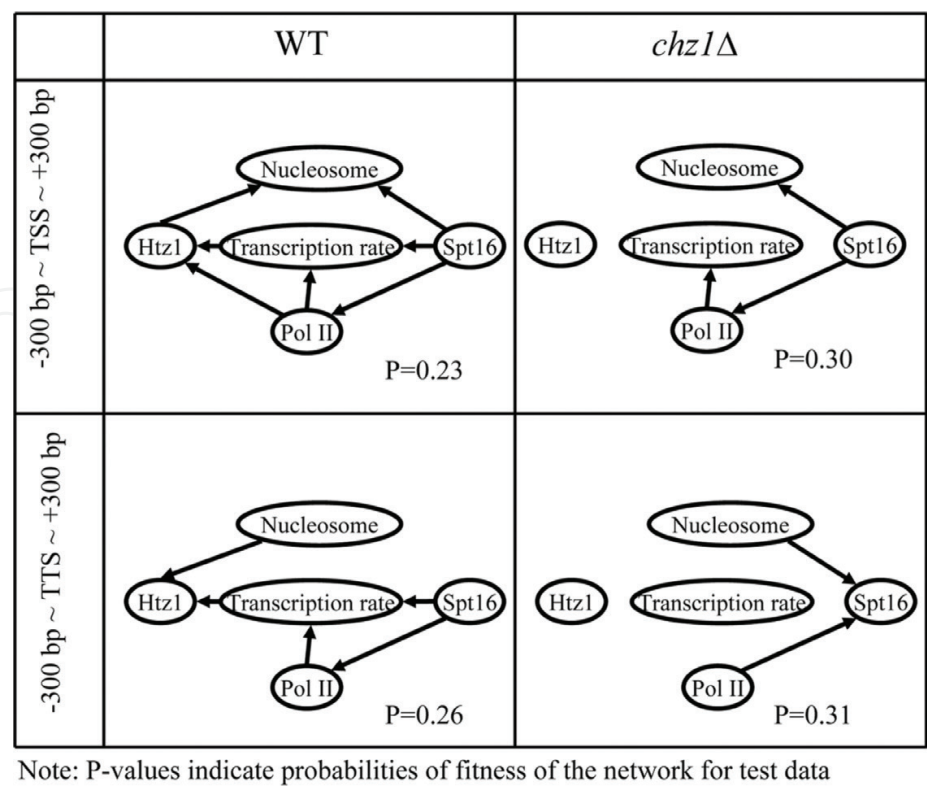 WT
chz1Δ
-300 bp ~ TSS ~ +300 bp
Nucleosome
Htz1
Transcription rate
Spt16
Pol II
P=0.23
Nucleosome
Htz1
Transcription rate
Spt16
Pol II
P=0.30
-300 bp ~ TTS ~ +300 bp
Nucleosome
Htz1
Transcription rate
Spt16
Pol II
P=0.26
Nucleosome
Htz1
Transcription rate
Spt16
Pol II
P=0.31
Note: P-values indicate probabilities of fitness of the network for test data